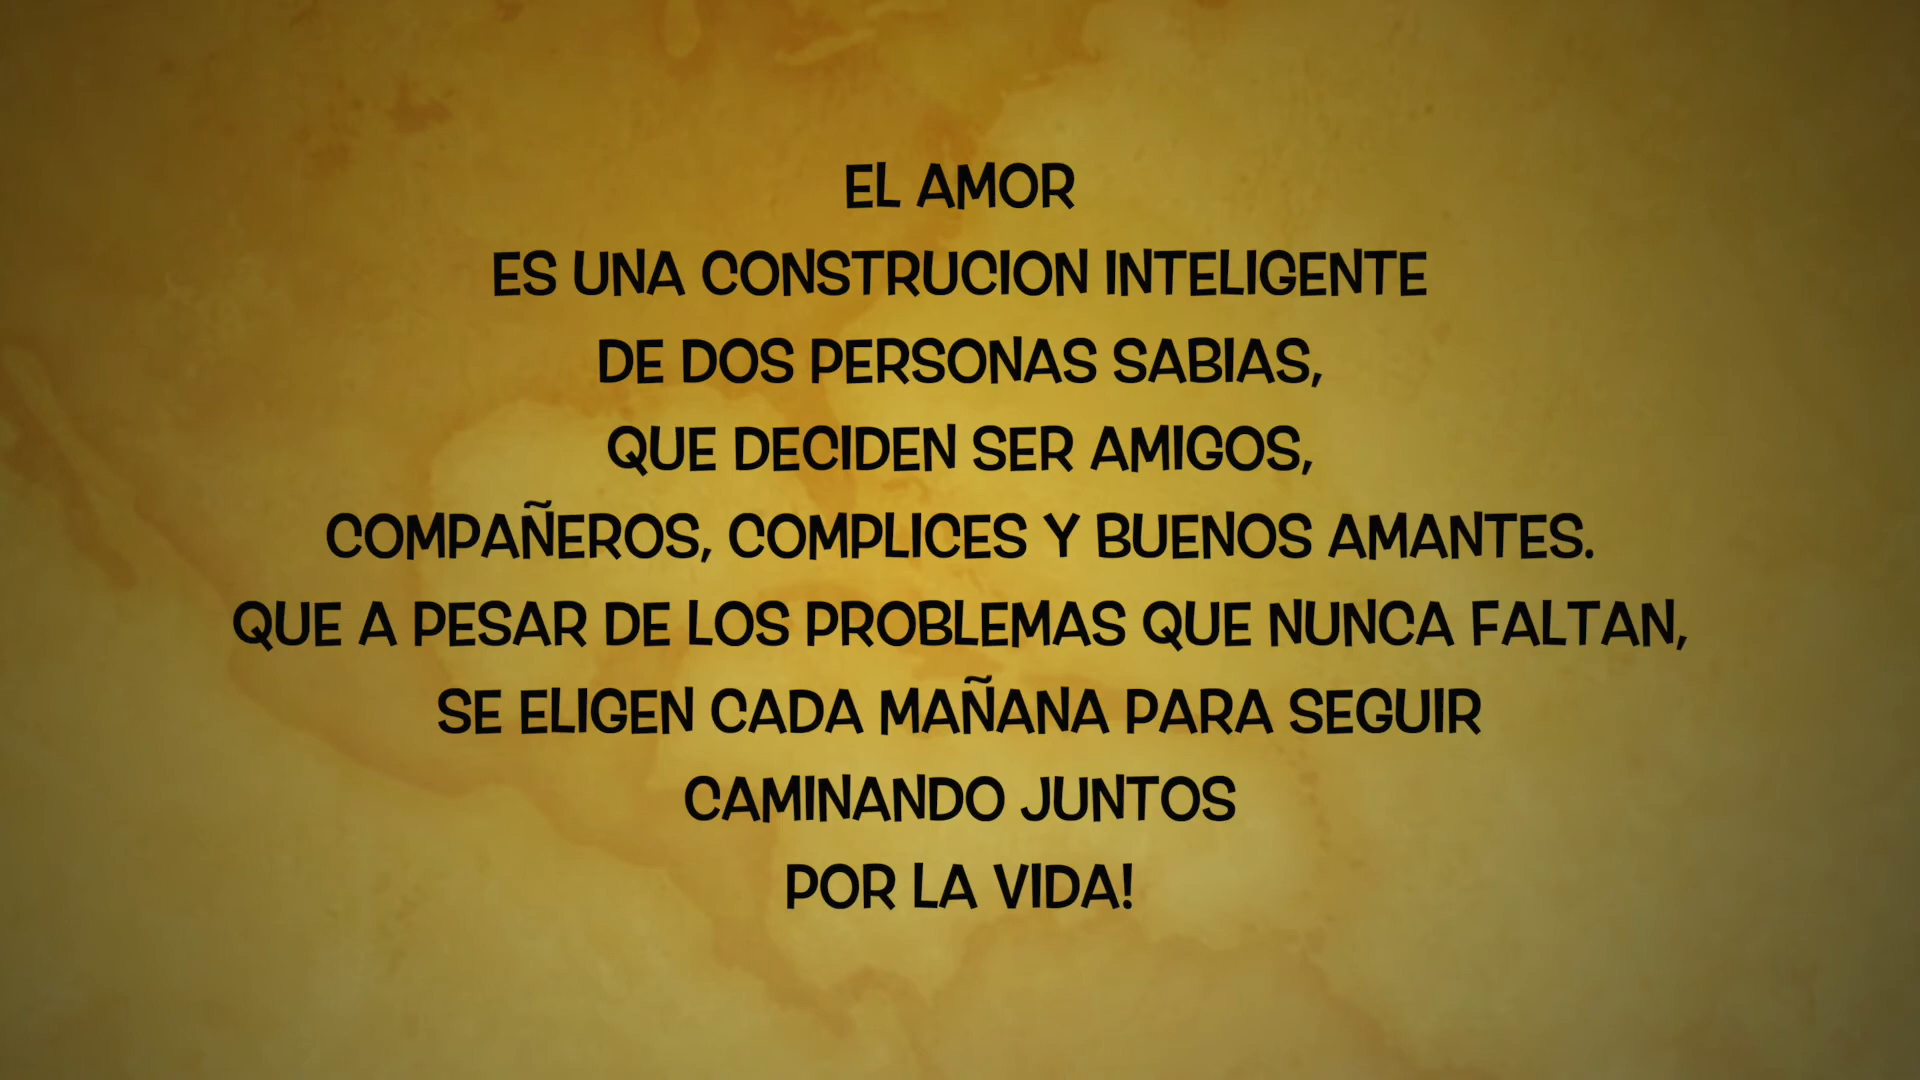 EL AMOR
ES UNA CONSTRUCION INTELIGENTE
DE DOS PERSONAS SABIAS,
QUE DECIDEN SER AMIGOS,
COMPAÑEROS, COMPLICES Y BUENOS AMANTES.
QUE A PESAR DE LOS PROBLEMAS QUE NUNCA FALTAN,
SE ELIGEN CADA MAÑANA PARA SEGUIR
CAMINANDO JUNTOS
POR LA VIDA!